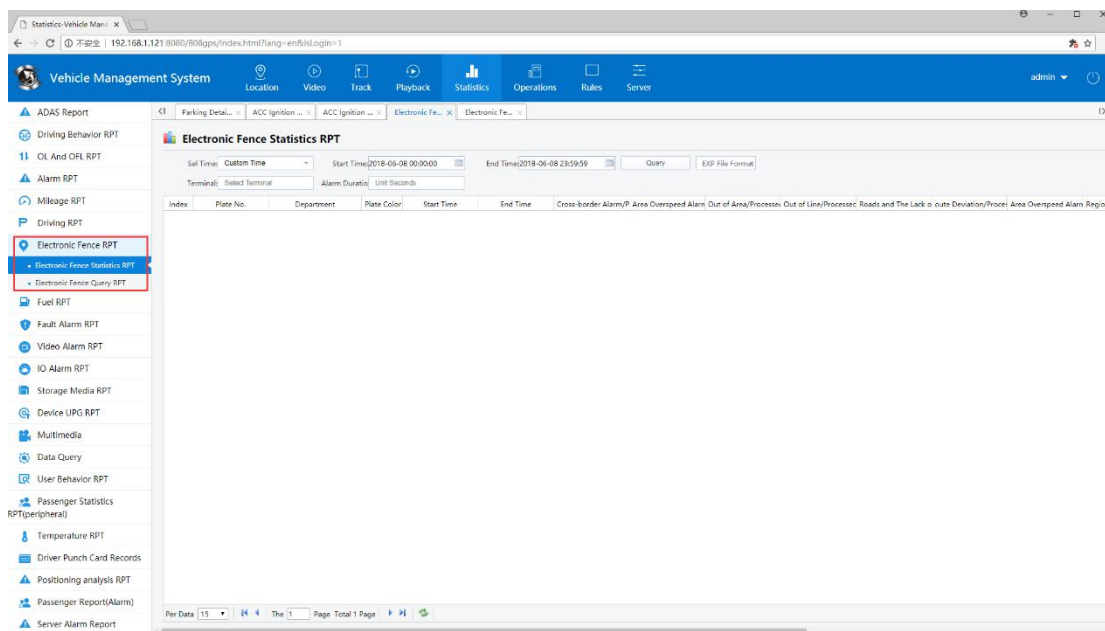 Statistics-Vehicle Mana
不安全 | 192.168.1.121:8080/808gps/index.html?lang=en&isLogin=1
Vehicle Management System
Location
Video
Track
Playback
Statistics
Operations
Rules
Server
admin
ADAS Report
Driving Behavior RPT
OL And OFL RPT
Alarm RPT
Mileage RPT
Driving RPT
Electronic Fence RPT
Electronic Fence Statistics RPT
Electronic Fence Query RPT
Fuel RPT
Fault Alarm RPT
Video Alarm RPT
IO Alarm RPT
Storage Media RPT
Device UPG RPT
Multimedia
Data Query
User Behavior RPT
Passenger Statistics
RPT(peripheral)
Temperature RPT
Driver Punch Card Records
Positioning analysis RPT
Passenger Report(Alarm)
Server Alarm Report
Parking Detai... ACC Ignition ... ACC Ignition ... Electronic Fe... Electronic Fe...
Electronic Fence Statistics RPT
Sel Time: Custom Time Start Time: 2018-06-08 00:00:00 End Time: 2018-06-08 23:59:59 Query EXP File Format
Terminal: Select Terminal Alarm Duratio Unt Seconds
Index Plate No. Department Plate Color Start Time End Time Cross-border Alarm/P Area Overspeed Alarm Out of Area/Processed Out of Line/Processed Roads and The Lack o oute Deviation/Proces Area Overspeed Alarn Regio
Per Data 15 The 1 Page Total 1 Page